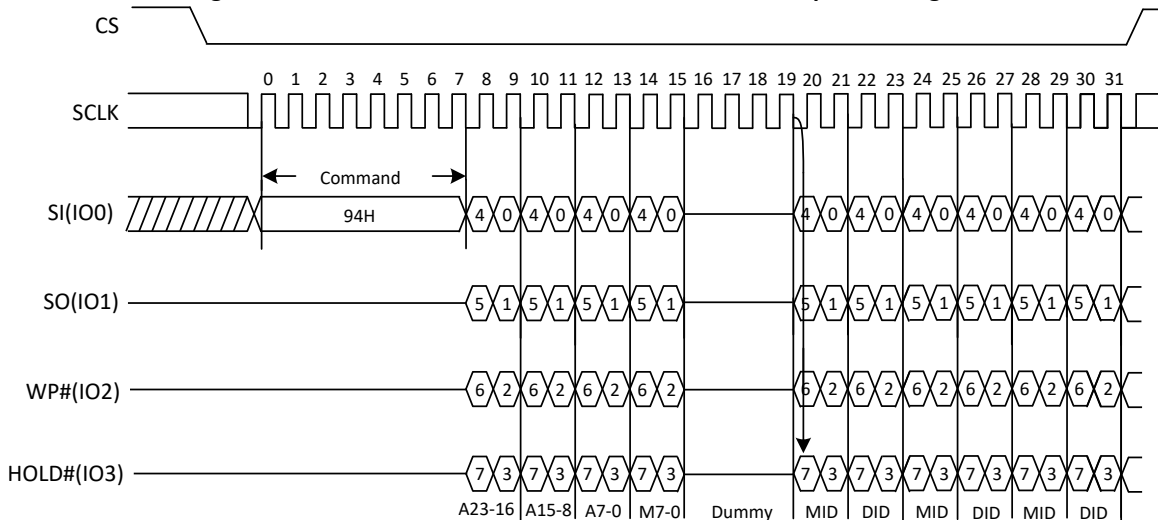 CS
0 1 2 3 4 5 6 7 8 9 10 11 12 13 14 15 16 17 18 19 20 21 22 23 24 25 26 27 28 29 30 31
SCLK
Command
SI(IO0) 94H 4 0 4 0 4 0 4 0 4 0 4 0 4 0 4 0 4 0 4 0
SO(IO1) 5 1 5 1 5 1 5 1 5 1 5 1 5 1 5 1 5 1 5 1
WP#(IO2) 6 2 6 2 6 2 6 2 6 2 6 2 6 2 6 2 6 2 6 2
HOLD#(IO3) 7 3 7 3 7 3 7 3 7 3 7 3 7 3 7 3 7 3 7 3
A23-16 A15-8 A7-0 M7-0 Dummy MID DID MID DID MID DID